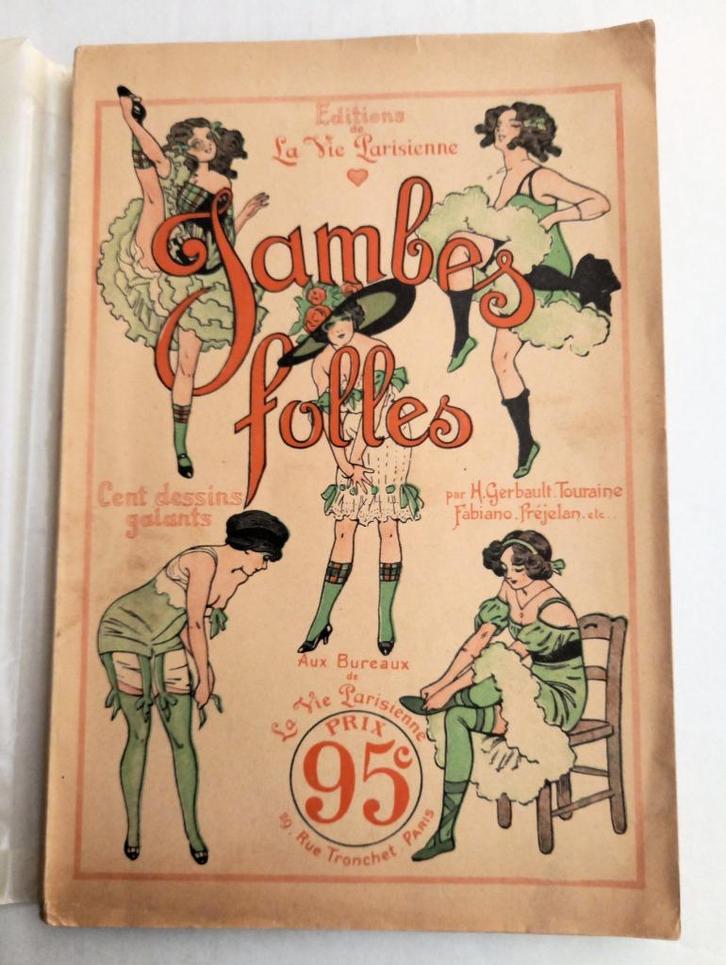 Editions
de
La Vie Parisienne
Jambes
folles
Cent dessins
galants
par H. Gerbault. Touraine
Fabiano. Préjelan. etc..
Aux Bureaux
de
La Vie Parisienne
PRIX
95c
29. Rue Tronchet. PARIS